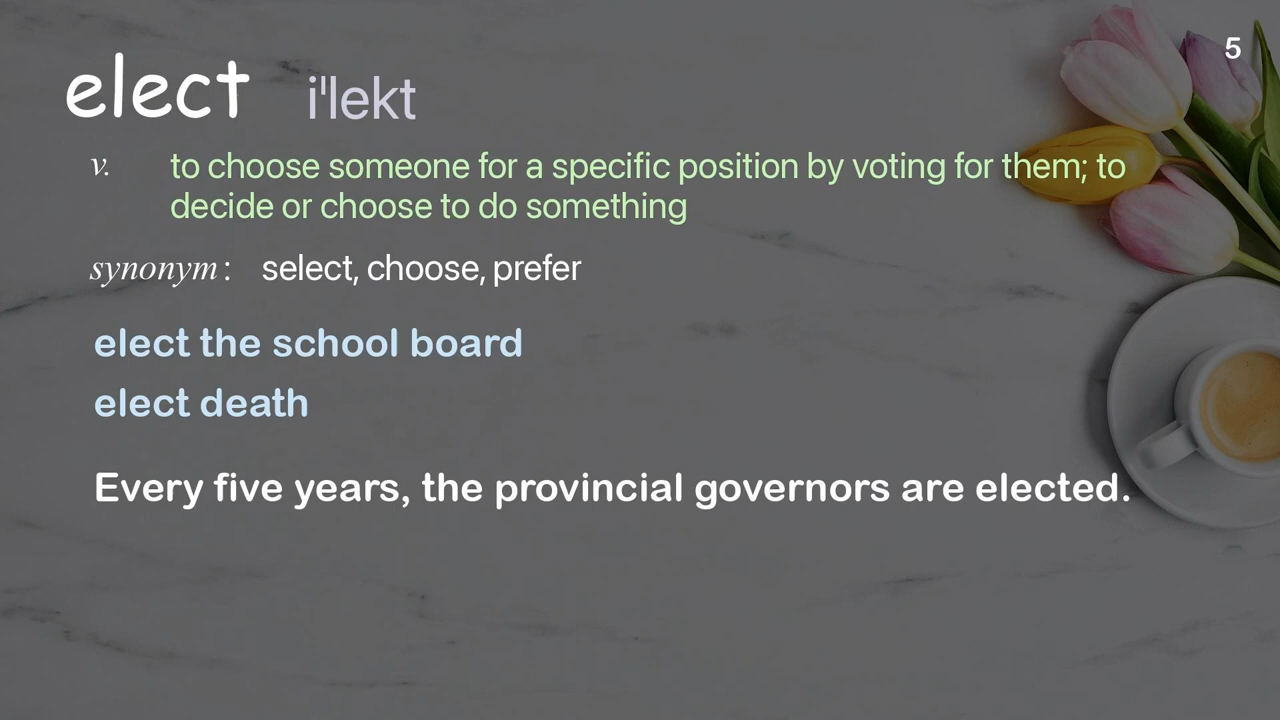 5
elect iˈlekt
v. to choose someone for a specific position by voting for them; to
decide or choose to do something
synonym: select, choose, prefer
elect the school board
elect death
Every five years, the provincial governors are elected.